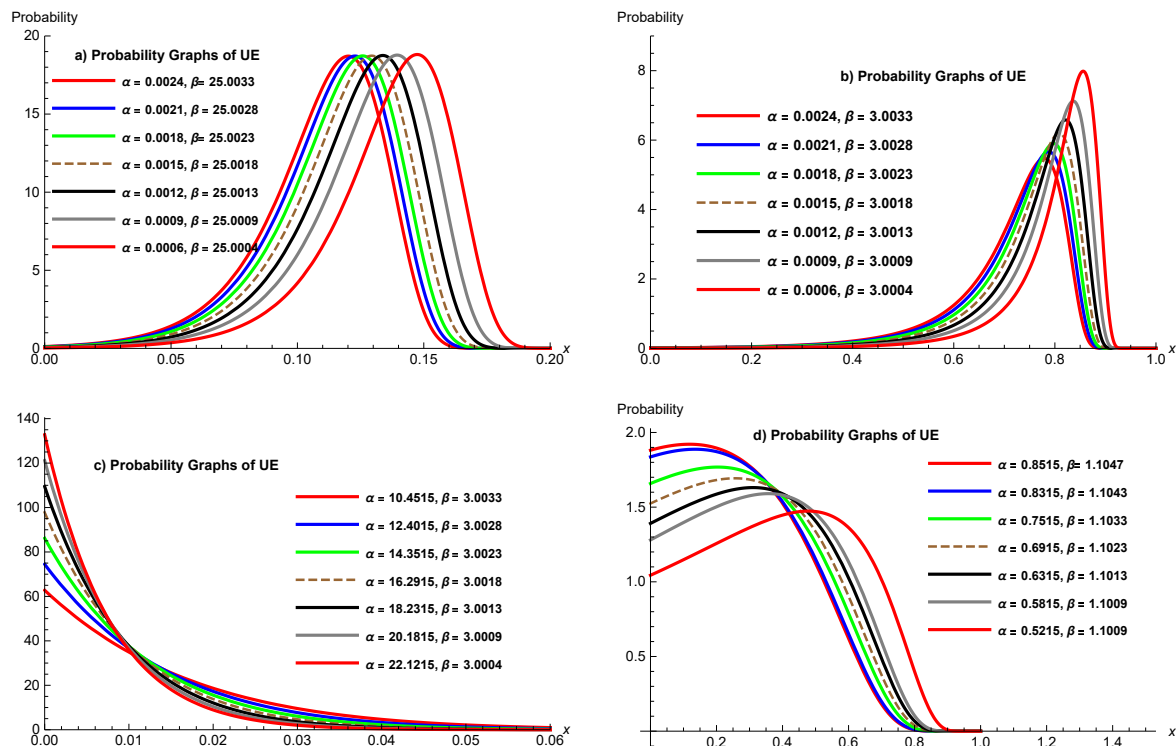 Probability
20
15
10
5
0
0.00
0.05
0.10
0.15
0.20
x
a) Probability Graphs of UE
α = 0.0024, β= 25.0033
α = 0.0021, β = 25.0028
α = 0.0018, β= 25.0023
α = 0.0015, β = 25.0018
α = 0.0012, β = 25.0013
α = 0.0009, β = 25.0009
α = 0.0006, β = 25.0004
Probability
8
6
4
2
0
0.0
0.2
0.4
0.6
0.8
1.0
x
b) Probability Graphs of UE
α = 0.0024, β = 3.0033
α = 0.0021, β = 3.0028
α = 0.0018, β = 3.0023
α = 0.0015, β = 3.0018
α = 0.0012, β = 3.0013
α = 0.0009, β = 3.0009
α = 0.0006, β = 3.0004
140
120
100
80
60
40
20
0
0.00
0.01
0.02
0.03
0.04
0.05
0.06
x
c) Probability Graphs of UE
α = 10.4515, β = 3.0033
α = 12.4015, β = 3.0028
α = 14.3515, β = 3.0023
α = 16.2915, β = 3.0018
α = 18.2315, β = 3.0013
α = 20.1815, β = 3.0009
α = 22.1215, β = 3.0004
Probability
2.0
1.5
1.0
0.5
0.2
0.4
0.6
0.8
1.0
1.2
1.4
x
d) Probability Graphs of UE
α = 0.8515, β= 1.1047
α = 0.8315, β = 1.1043
α = 0.7515, β = 1.1033
α = 0.6915, β = 1.1023
α = 0.6315, β = 1.1013
α = 0.5815, β = 1.1009
α = 0.5215, β = 1.1009